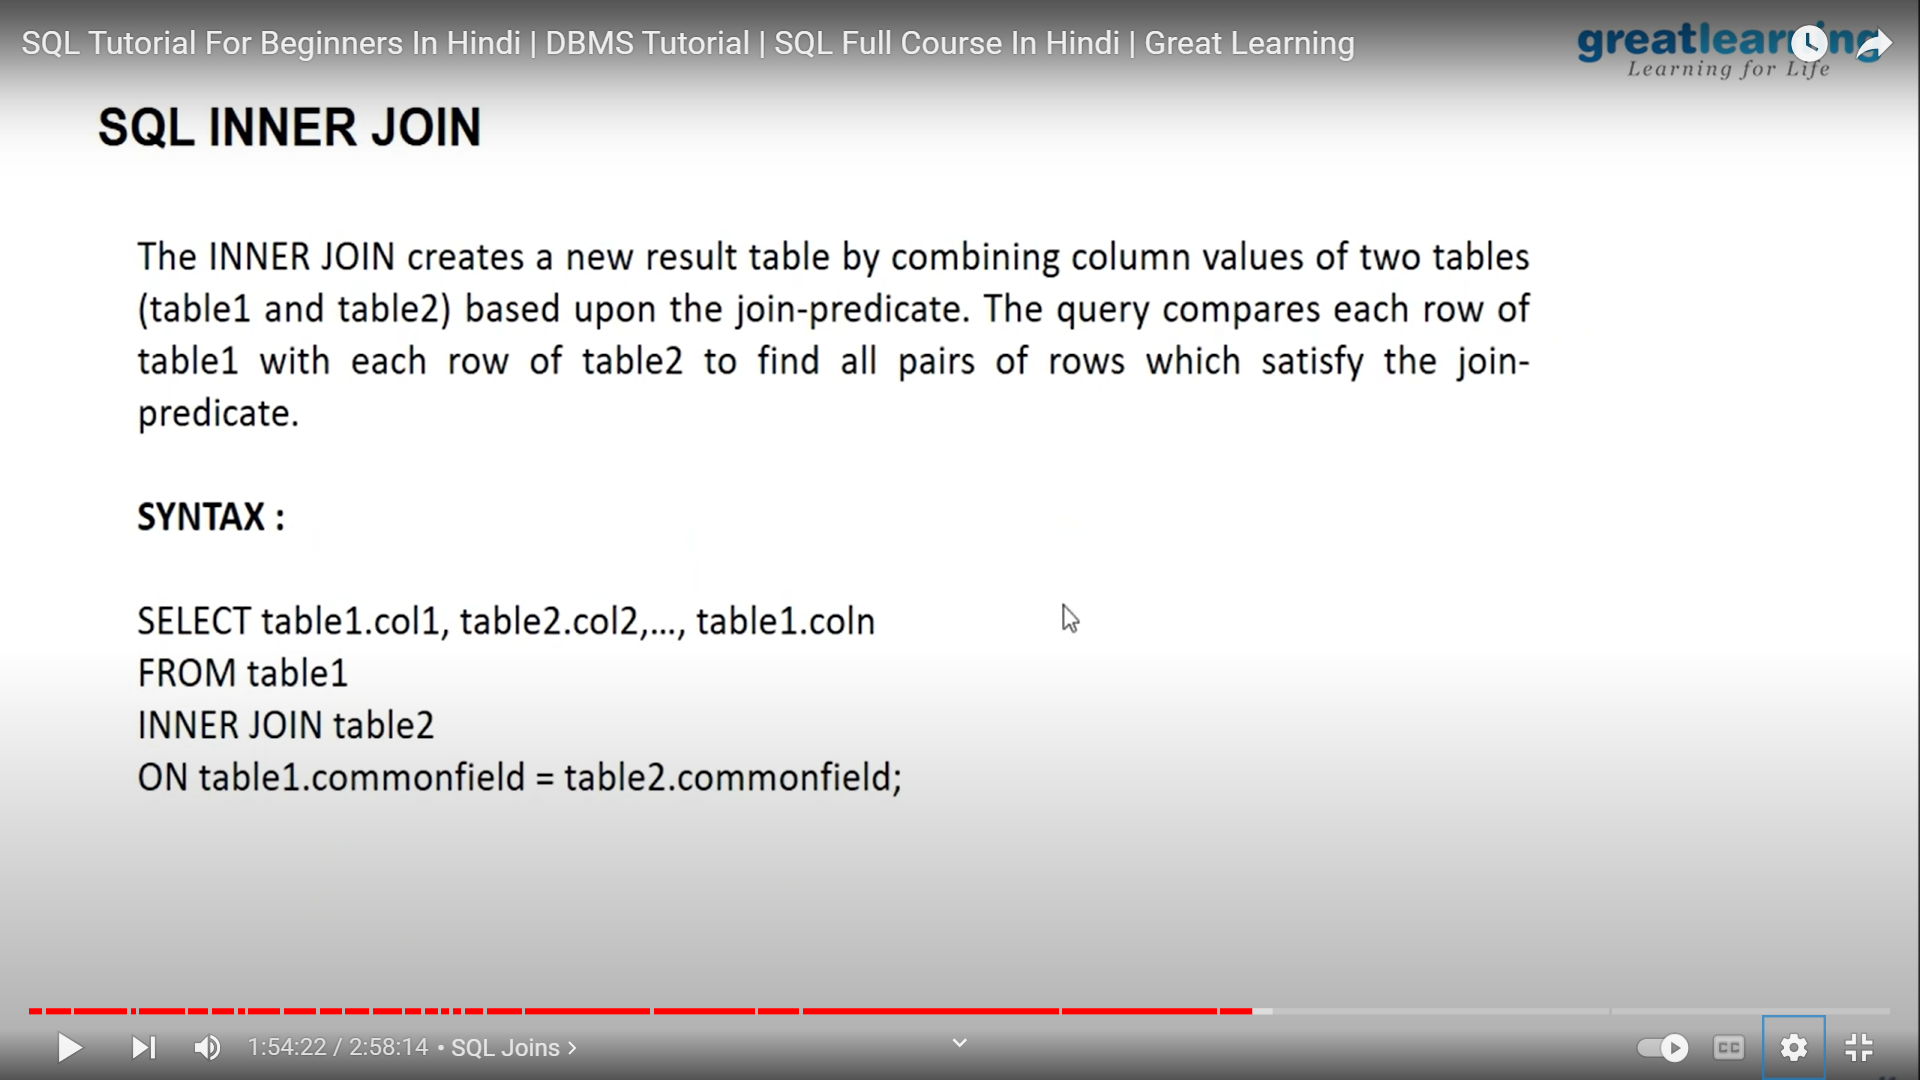 SQL Tutorial For Beginners In Hindi | DBMS Tutorial | SQL Full Course In Hindi | Great Learning
greatlearning
Learning for Life
SQL INNER JOIN
The INNER JOIN creates a new result table by combining column values of two tables
(table1 and table2) based upon the join-predicate. The query compares each row of
table1 with each row of table2 to find all pairs of rows which satisfy the join-
predicate.
SYNTAX :
SELECT table1.col1, table2.col2,..., table1.coln
FROM table1
INNER JOIN table2
ON table1.commonfield = table2.commonfield;
1:54:22 / 2:58:14 • SQL Joins >
CC